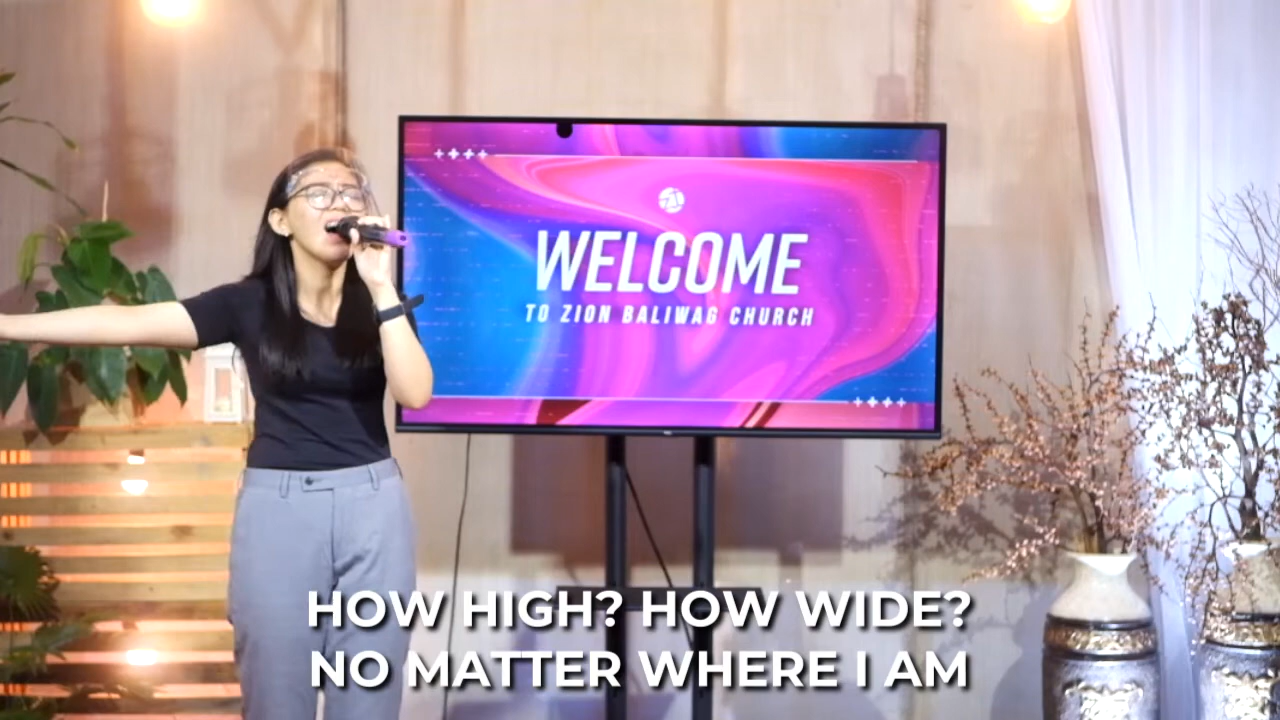 WELCOME
TO ZION BALIWAG CHURCH
HOW HIGH? HOW WIDE?
NO MATTER WHERE I AM